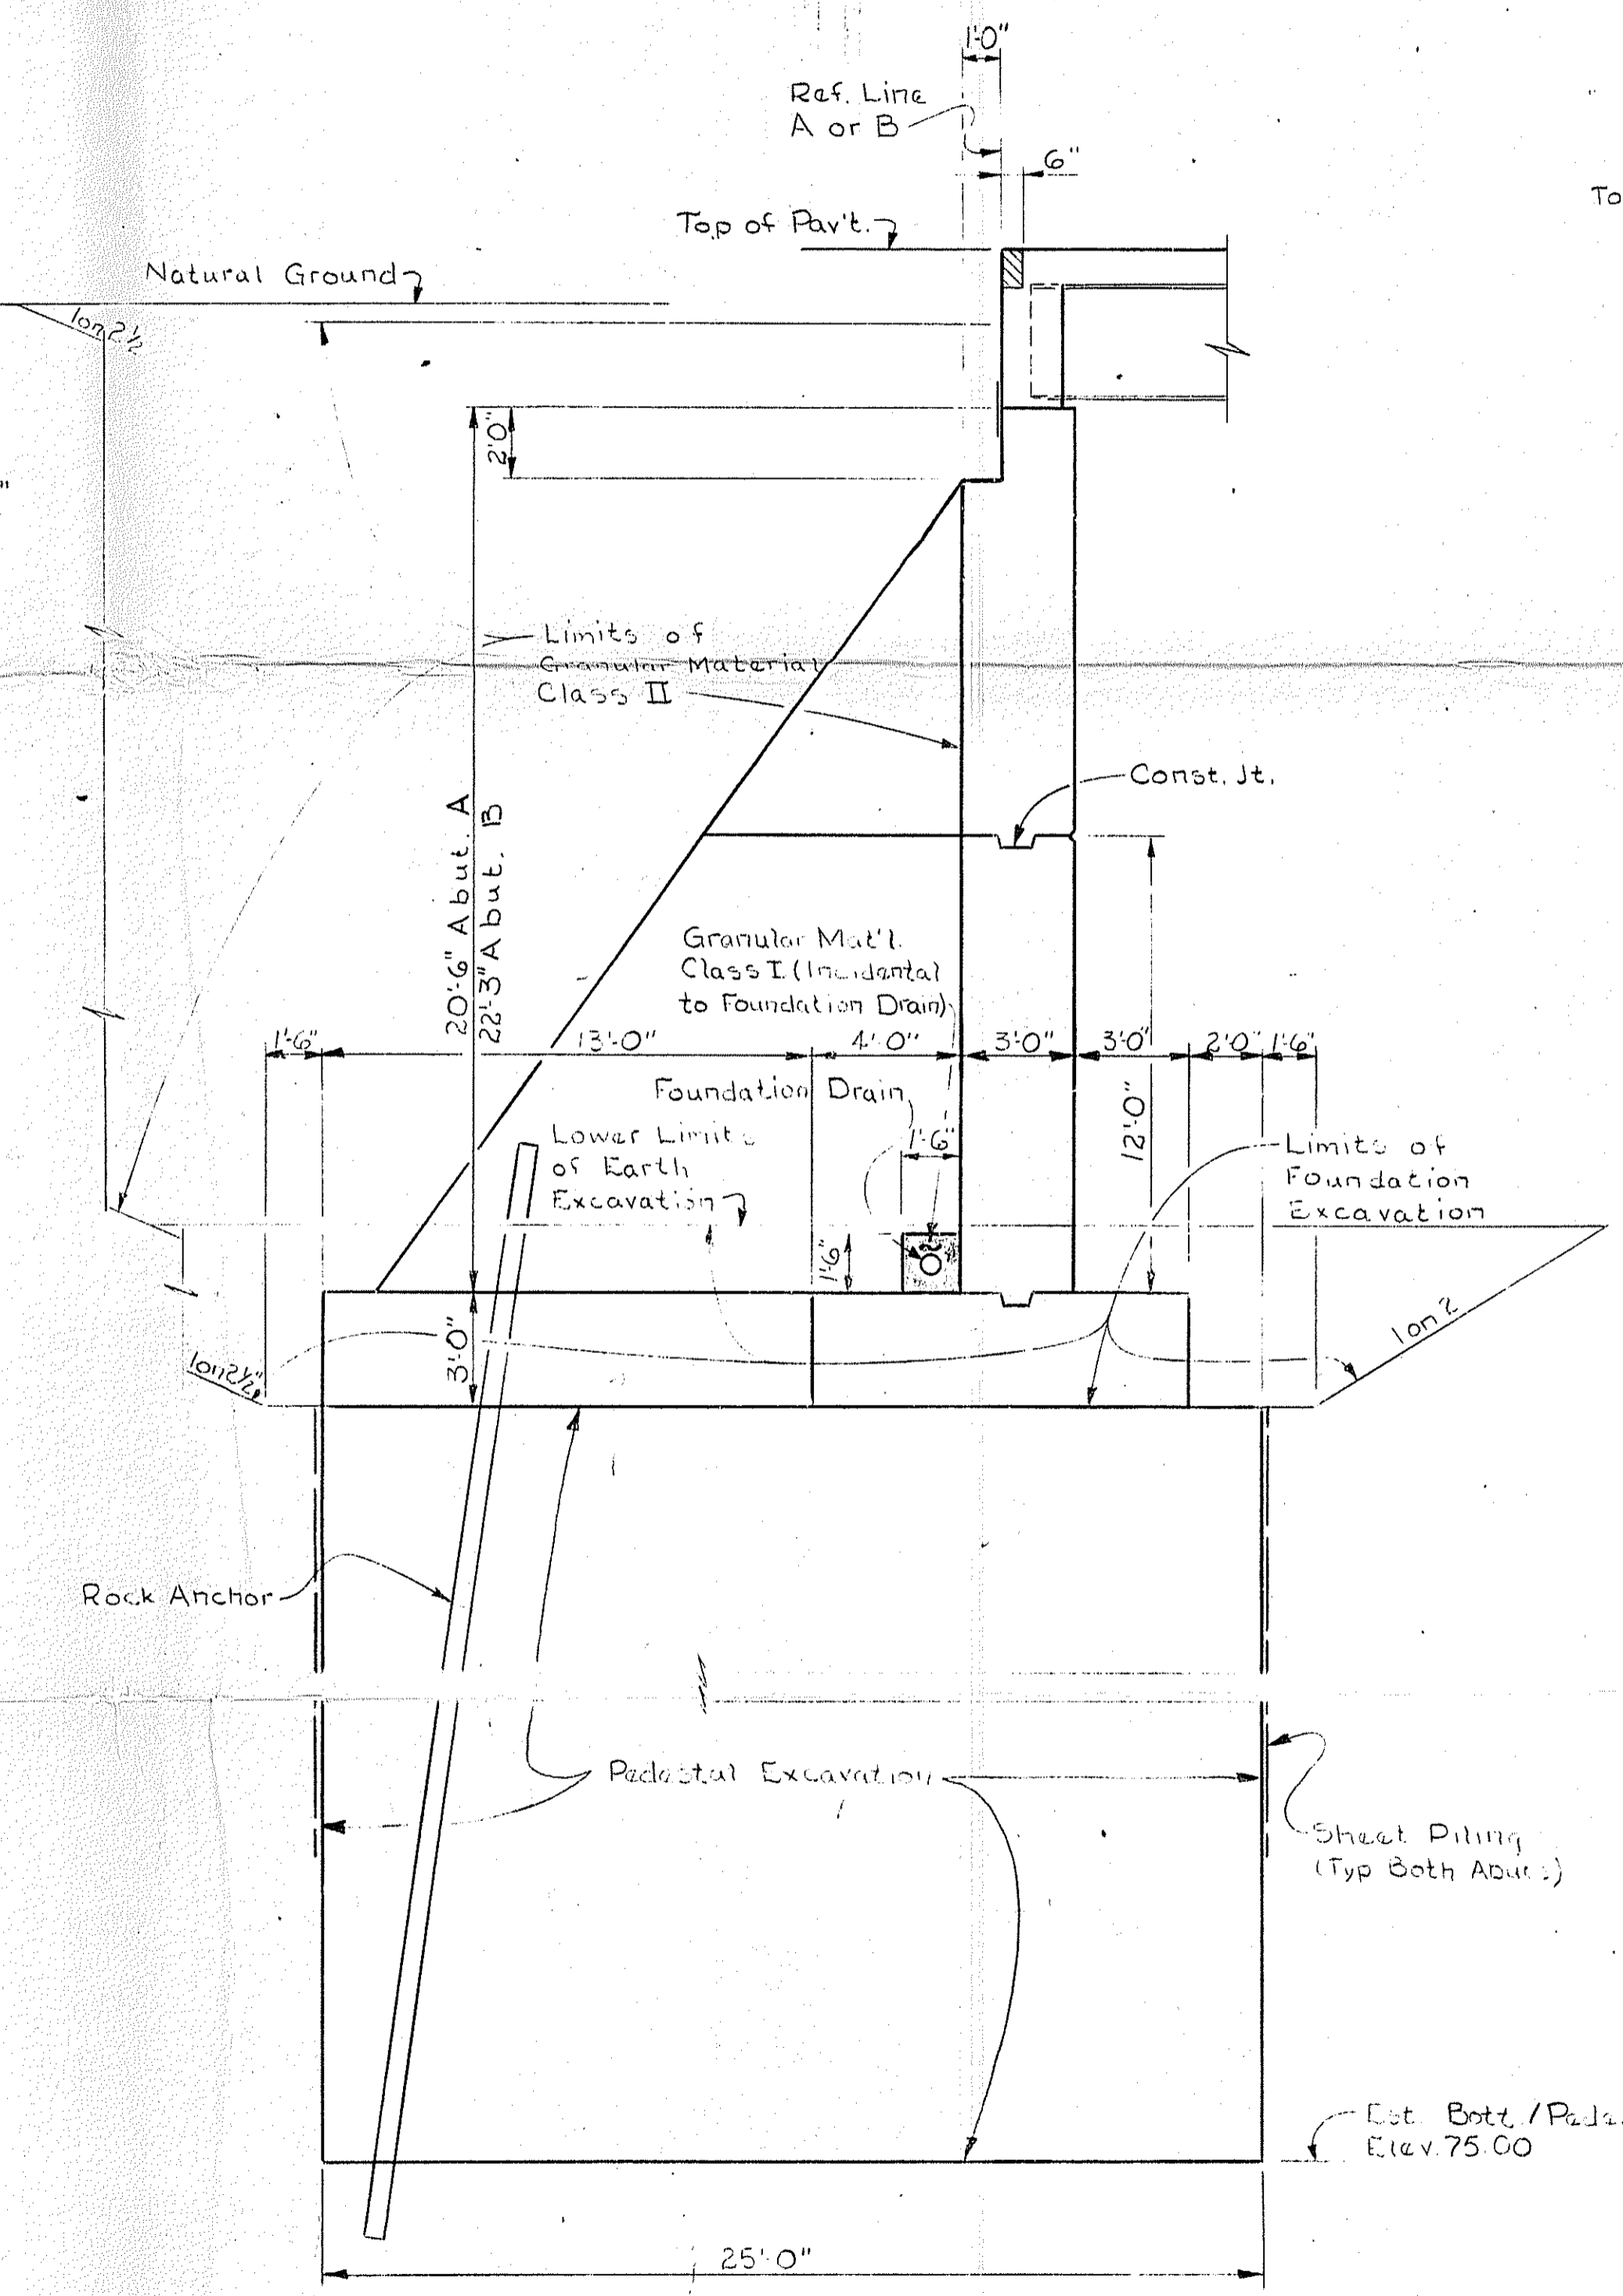 1'-0"
Ref. Line
A or B
6"
To
Top of Pav't.
Natural Ground
1 on 2½
2'-0"
Limits of
Granular Material
Class II
Const. Jt.
20'-6" Abut. A
22'-3" Abut. B
Granular Mat'l.
Class I (Incidental
to Foundation Drain)
1'-6"
13'-0"
4'-0"
3'-0"
3'-0"
2'-0"
1'-6"
Foundation Drain
12'-0"
1'-6"
Lower Limits
of Earth
Excavation
Limits of
Foundation
Excavation
1'-6"
3'-0"
1 on 2½
1 on 2
Rock Anchor
Pedestal Excavation
Sheet Piling
(Typ Both Abuts)
Est. Bott. / Pede.
Elev. 75.00
25'-0"